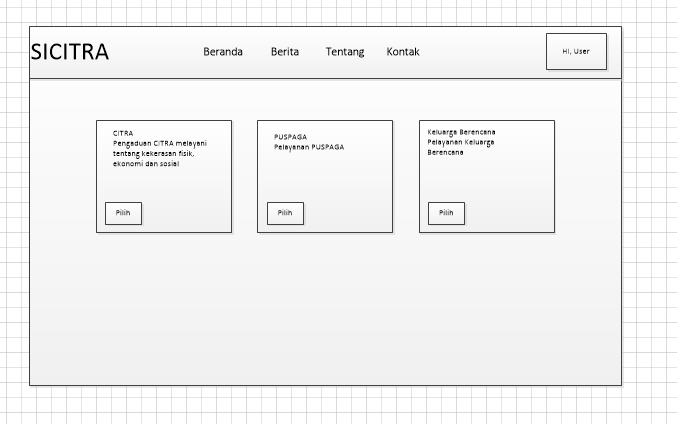 SICITRA
Beranda
Berita
Tentang
Kontak
Hi, User
CITRA
Pengaduan CITRA melayani
tentang kekerasan fisik,
ekonomi dan sosial
Pilih
PUSPAGA
Pelayanan PUSPAGA
Pilih
Keluarga Berencana
Pelayanan Keluarga
Berencana
Pilih